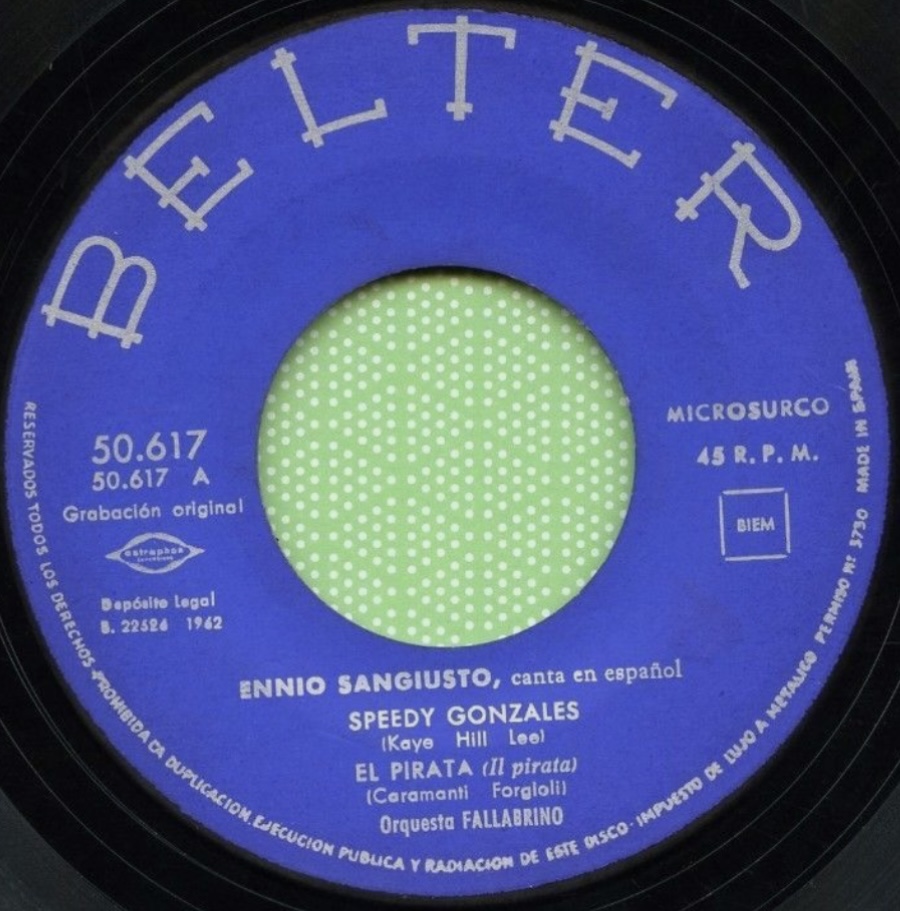 BELTER
50.617
50.617 A
Grabación original
Depósito Legal
B. 22526 1962
MICROSURCO
45 R. P. M.
BIEM
ENNIO SANGIUSTO, canta en español
SPEEDY GONZALES
(Kaye Hill Lee)
EL PIRATA (Il pirata)
(Caramanti Forgioli)
Orquesta FALLABRINO
RESERVADOS TODOS LOS DERECHOS. PROHIBIDA LA DUPLICACION, EJECUCION PUBLICA Y RADIACION DE ESTE DISCO - IMPUESTO DE LUJO A METALICO PERMISO Nº 3730 MADE IN SPAIN